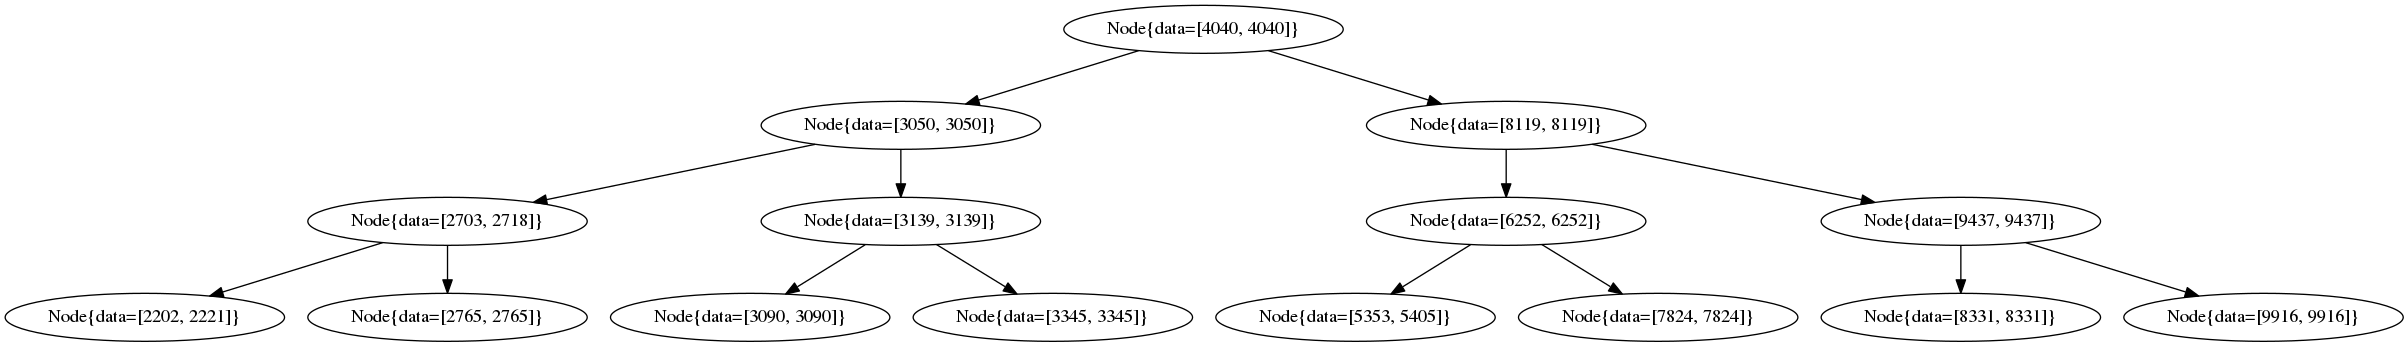 Node{data=[4040, 4040]}
Node{data=[3050, 3050]}
Node{data=[8119, 8119]}
Node{data=[2703, 2718]}
Node{data=[3139, 3139]}
Node{data=[6252, 6252]}
Node{data=[9437, 9437]}
Node{data=[2202, 2221]}
Node{data=[2765, 2765]}
Node{data=[3090, 3090]}
Node{data=[3345, 3345]}
Node{data=[5353, 5405]}
Node{data=[7824, 7824]}
Node{data=[8331, 8331]}
Node{data=[9916, 9916]}